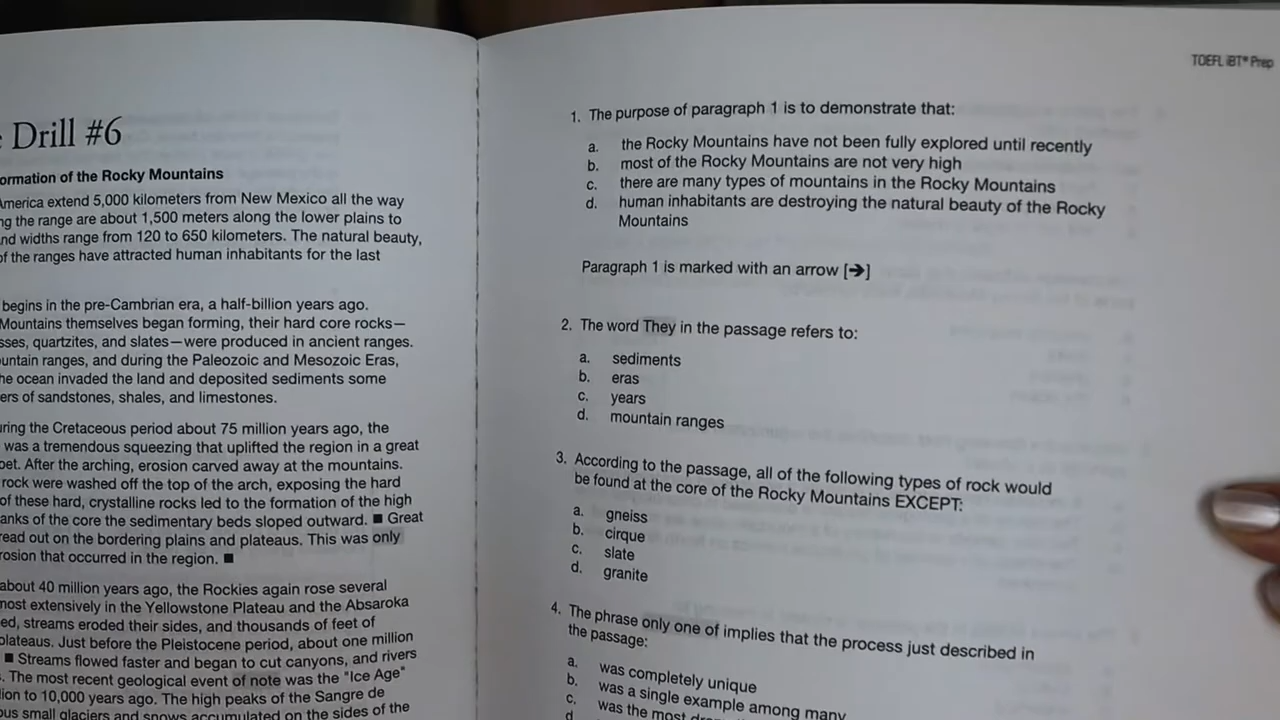 Drill #6
ormation of the Rocky Mountains
America extend 5,000 kilometers from New Mexico all the way
ng the range are about 1,500 meters along the lower plains to
nd widths range from 120 to 650 kilometers. The natural beauty,
of the ranges have attracted human inhabitants for the last
begins in the pre-Cambrian era, a half-billion years ago.
Mountains themselves began forming, their hard core rocks—
sses, quartzites, and slates—were produced in ancient ranges.
untain ranges, and during the Paleozoic and Mesozoic Eras,
he ocean invaded the land and deposited sediments some
ers of sandstones, shales, and limestones.
uring the Cretaceous period about 75 million years ago, the
was a tremendous squeezing that uplifted the region in a great
oet. After the arching, erosion carved away at the mountains.
rock were washed off the top of the arch, exposing the hard
of these hard, crystalline rocks led to the formation of the high
anks of the core the sedimentary beds sloped outward. ■ Great
read out on the bordering plains and plateaus. This was only
rosion that occurred in the region. ■
about 40 million years ago, the Rockies again rose several
most extensively in the Yellowstone Plateau and the Absaroka
ed, streams eroded their sides, and thousands of feet of
plateaus. Just before the Pleistocene period, about one million
■ Streams flowed faster and began to cut canyons, and rivers
. The most recent geological event of note was the "Ice Age"
lion to 10,000 years ago. The high peaks of the Sangre de
ous small glaciers and snows accumulated on the sides of the
TOEFL iBT® Prep
1. The purpose of paragraph 1 is to demonstrate that:
a. the Rocky Mountains have not been fully explored until recently
b. most of the Rocky Mountains are not very high
c. there are many types of mountains in the Rocky Mountains
d. human inhabitants are destroying the natural beauty of the Rocky
Mountains
Paragraph 1 is marked with an arrow [➔]
2. The word They in the passage refers to:
a. sediments
b. eras
c. years
d. mountain ranges
3. According to the passage, all of the following types of rock would
be found at the core of the Rocky Mountains EXCEPT:
a. gneiss
b. cirque
c. slate
d. granite
4. The phrase only one of implies that the process just described in
the passage:
a. was completely unique
b. was a single example among many
c. was the most
d